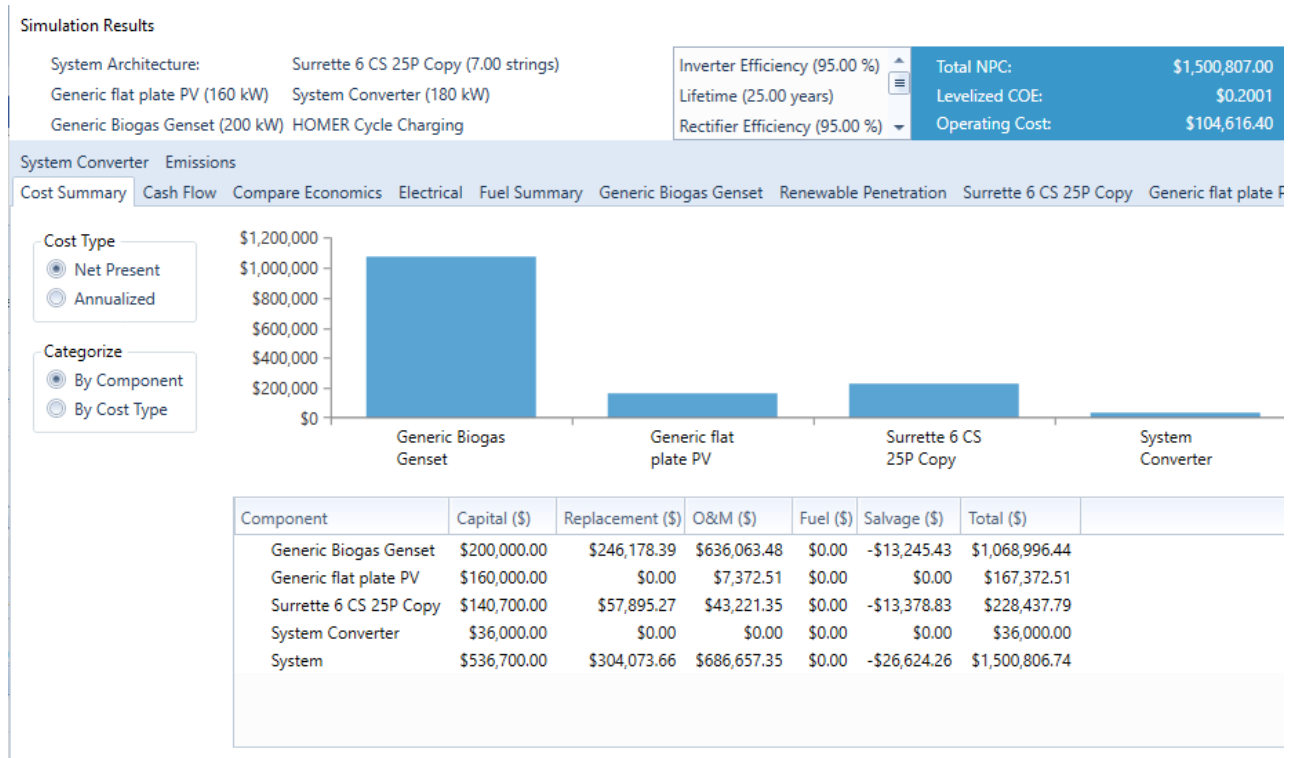 Simulation Results
System Architecture: Surrette 6 CS 25P Copy (7.00 strings)
Generic flat plate PV (160 kW) System Converter (180 kW)
Generic Biogas Genset (200 kW) HOMER Cycle Charging
Inverter Efficiency (95.00 %)
Lifetime (25.00 years)
Rectifier Efficiency (95.00 %)
Total NPC: $1,500,807.00
Levelized COE: $0.2001
Operating Cost: $104,616.40
System Converter Emissions
Cost Summary Cash Flow Compare Economics Electrical Fuel Summary Generic Biogas Genset Renewable Penetration Surrette 6 CS 25P Copy Generic flat plate
Cost Type
Net Present
Annualized
Categorize
By Component
By Cost Type
$1,200,000
$1,000,000
$800,000
$600,000
$400,000
$200,000
$0
Generic Biogas Genset
Generic flat plate PV
Surrette 6 CS 25P Copy
System Converter
Component Capital ($) Replacement ($) O&M ($) Fuel ($) Salvage ($) Total ($)
Generic Biogas Genset $200,000.00 $246,178.39 $636,063.48 $0.00 -$13,245.43 $1,068,996.44
Generic flat plate PV $160,000.00 $0.00 $7,372.51 $0.00 $0.00 $167,372.51
Surrette 6 CS 25P Copy $140,700.00 $57,895.27 $43,221.35 $0.00 -$13,378.83 $228,437.79
System Converter $36,000.00 $0.00 $0.00 $0.00 $0.00 $36,000.00
System $536,700.00 $304,073.66 $686,657.35 $0.00 -$26,624.26 $1,500,806.74